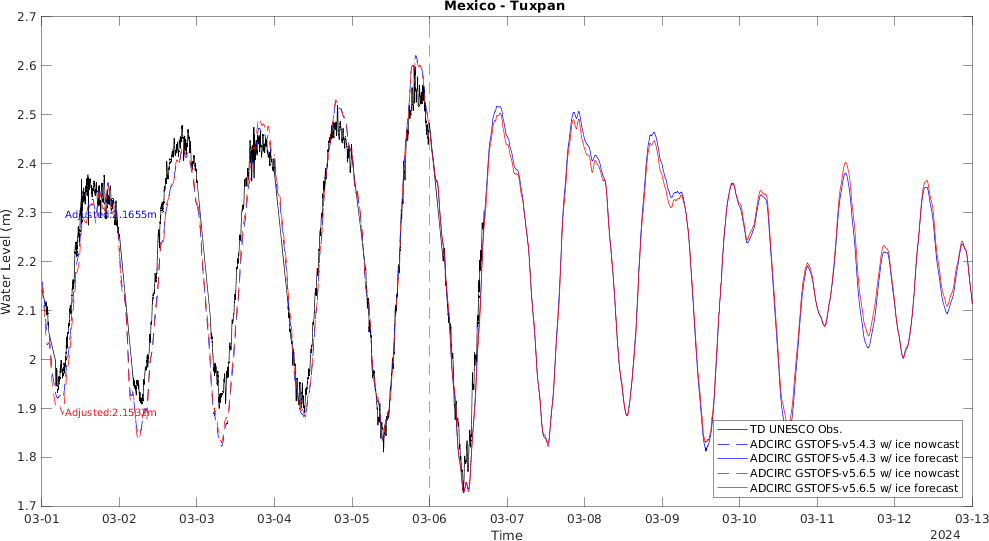 Mexico - Tuxpan
Water Level (m)
2.7
2.6
2.5
2.4
2.3
2.2
2.1
2
1.9
1.8
1.7
Adjusted:2.1655m
Adjusted:2.1532m
TD UNESCO Obs.
ADCIRC GSTOFS-v5.4.3 w/ ice nowcast
ADCIRC GSTOFS-v5.4.3 w/ ice forecast
ADCIRC GSTOFS-v5.6.5 w/ ice nowcast
ADCIRC GSTOFS-v5.6.5 w/ ice forecast
03-01 03-02 03-03 03-04 03-05 03-06 03-07 03-08 03-09 03-10 03-11 03-12 03-13
Time
2024